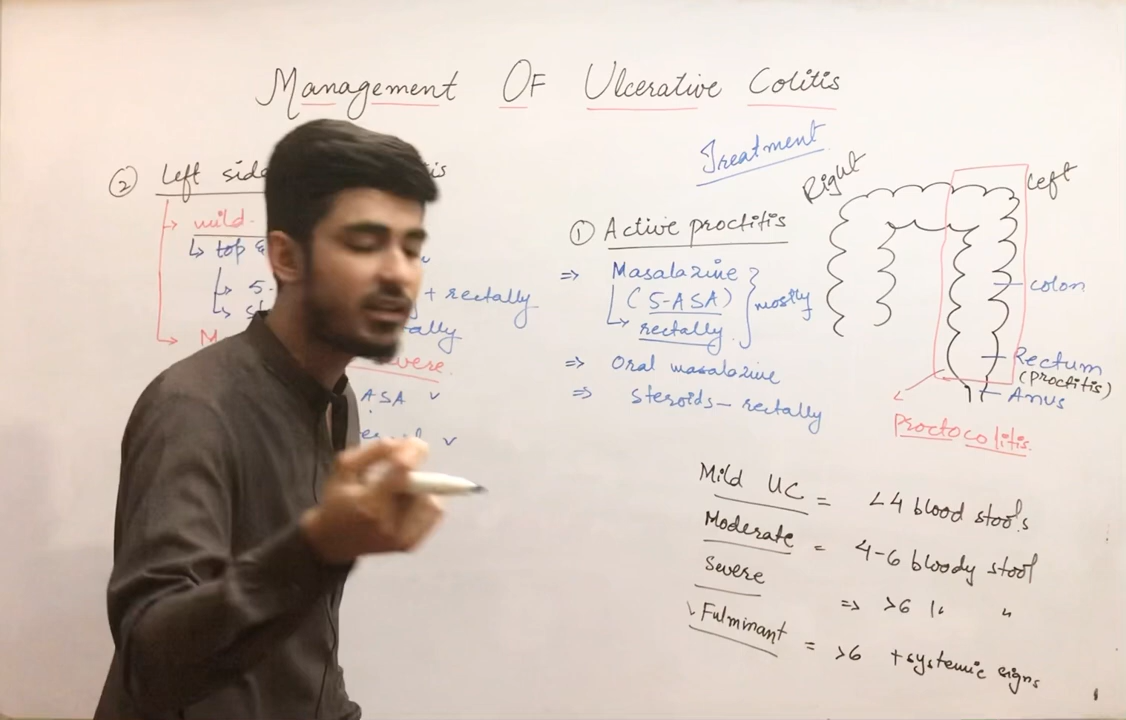 Management Of Ulcerative Colitis
Treatment
② Left side
mild-
top &
5- + rectally
ASA
① Active proctitis
⇒ Masalazine
(5-ASA) mostly
rectally
⇒ Oral masalazine
⇒ steroids - rectally
Right
Left
colon
Rectum
(proctitis)
Anus
Proctocolitis.
Mild UC = <4 blood stools
Moderate = 4-6 bloody stool
Severe ⇒ >6 " "
Fulminant = >6 + systemic signs